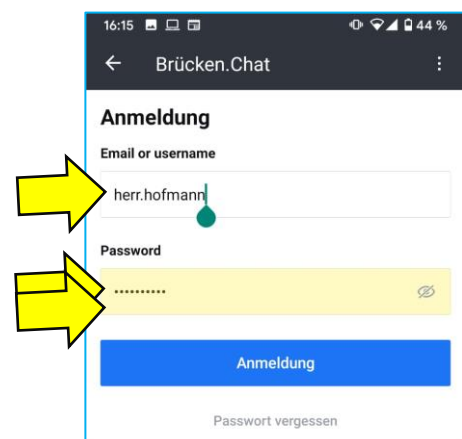 16:15 44 %
Brücken.Chat
Anmeldung
Email or username
herr.hofmann
Password
••••••••••
Anmeldung
Passwort vergessen